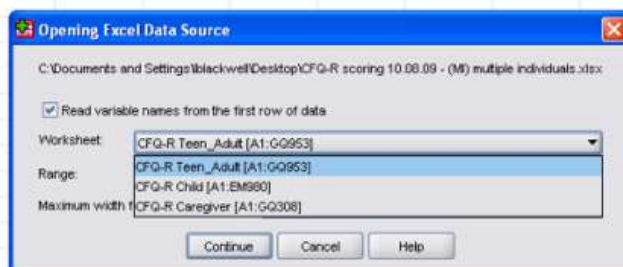 Opening Excel Data Source
C:\Documents and Settings\lblackwell\Desktop\CFQ-R scoring 10.08.09 - (MI) multiple individuals.xlsx
Read variable names from the first row of data
Worksheet: CFQ-R Teen_Adult [A1:GQ953]
CFQ-R Teen_Adult [A1:GQ953]
Range: CFQ-R Child [A1:EM980]
Maximum width f CFQ-R Caregiver [A1:GQ308]
Continue Cancel Help